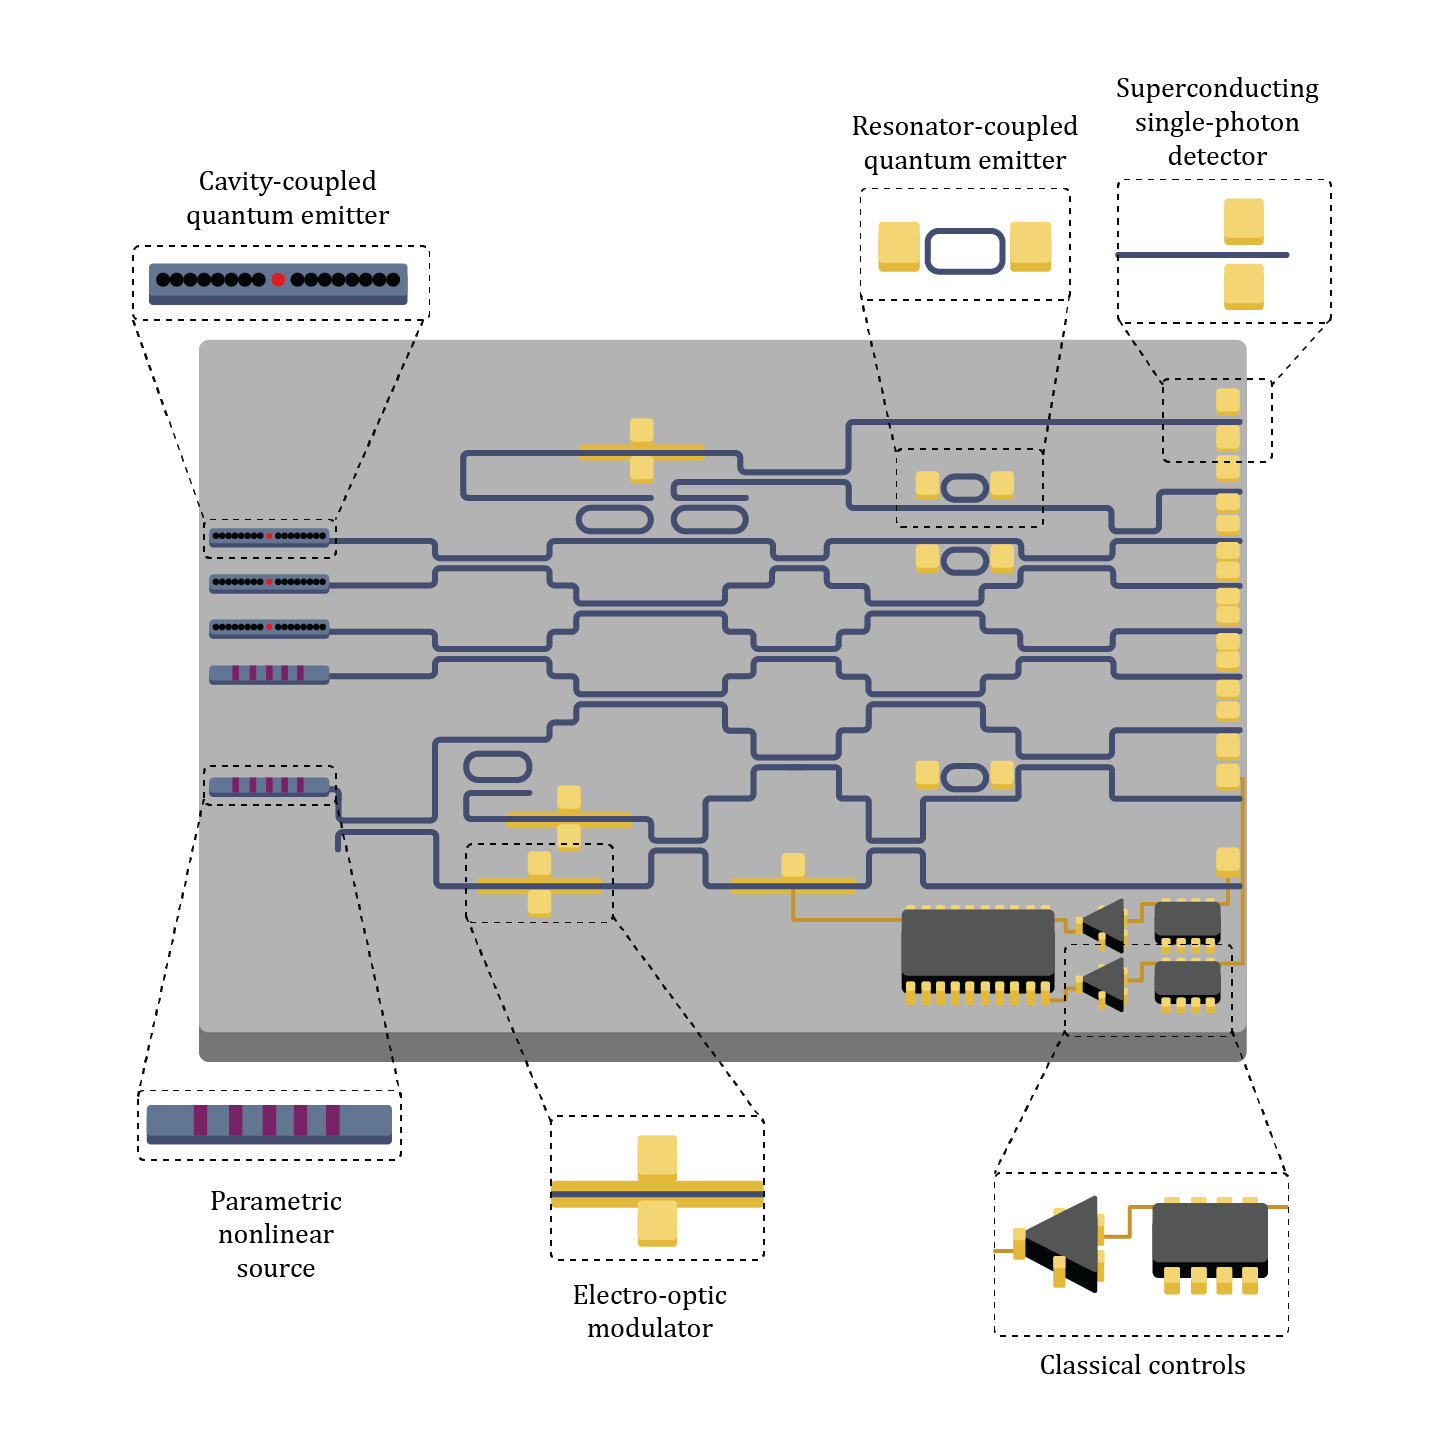 Superconducting
single-photon
detector
Resonator-coupled
quantum emitter
Cavity-coupled
quantum emitter
Parametric
nonlinear
source
Electro-optic
modulator
Classical controls